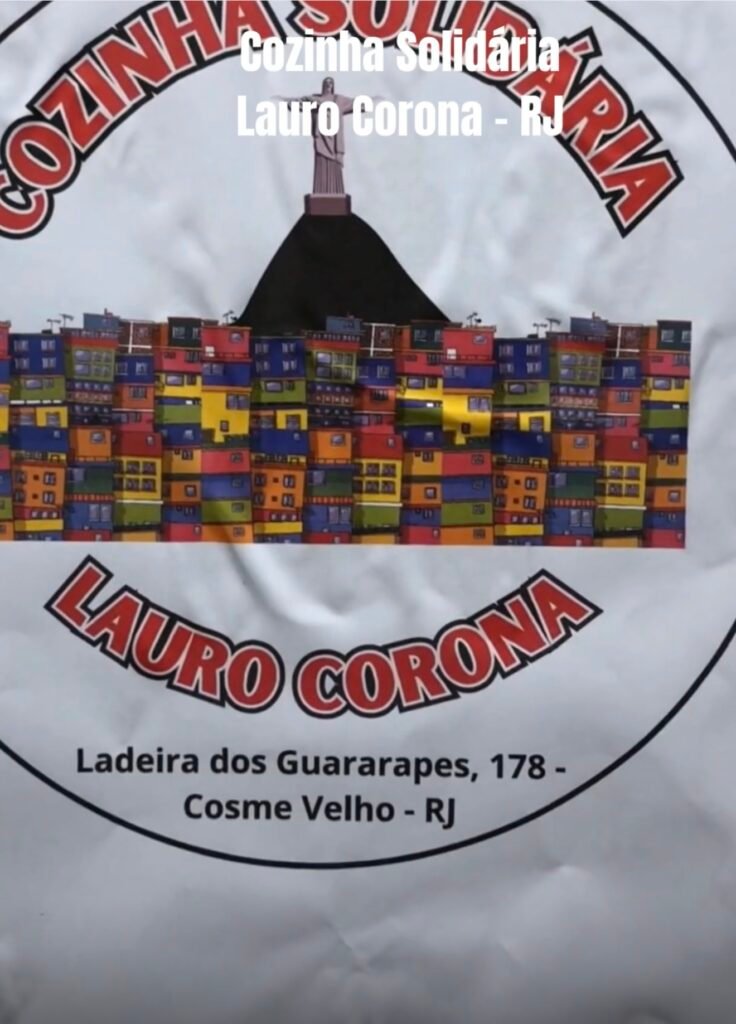 COZINHA SOLIDÁRIA
Cozinha Solidária
Lauro Corona - RJ
LAURO CORONA
Ladeira dos Guararapes, 178 -
Cosme Velho - RJ